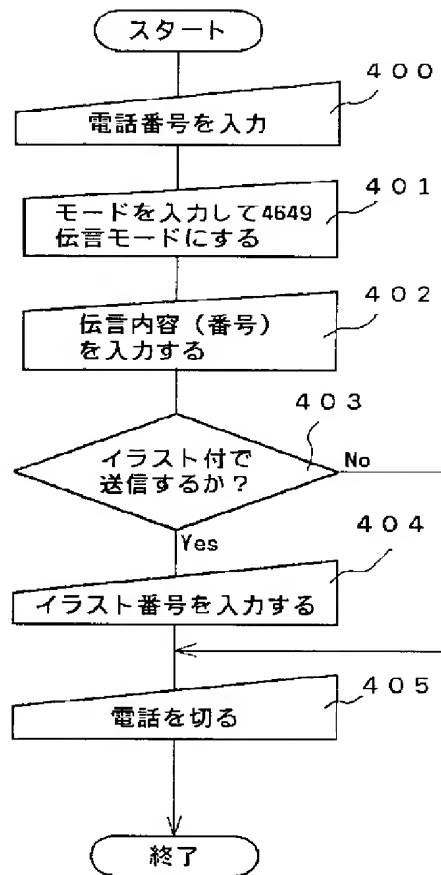 スタート
400
電話番号を入力
401
モードを入力して4649
伝言モードにする
402
伝言内容（番号）
を入力する
403
イラスト付で
送信するか？
No
Yes
404
イラスト番号を入力する
405
電話を切る
終了